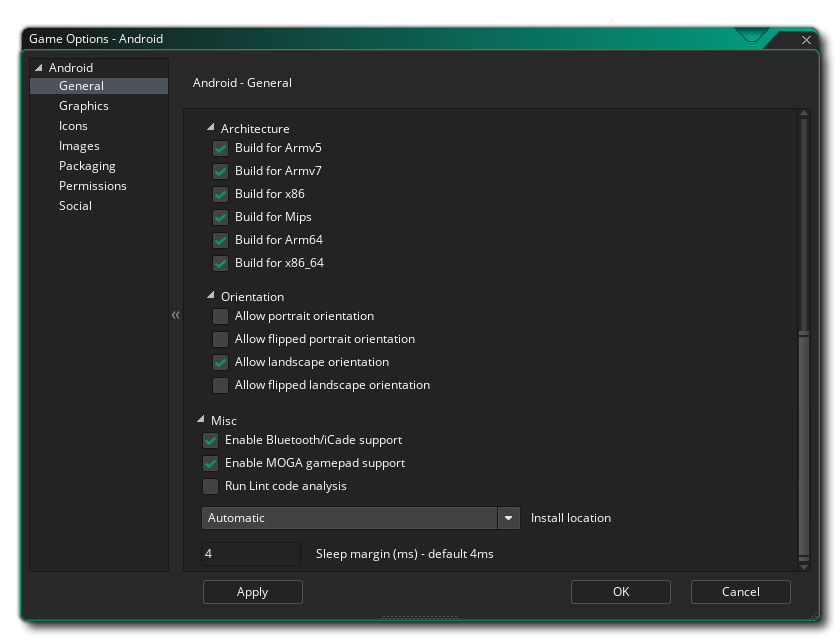 Game Options - Android
Android
General
Graphics
Icons
Images
Packaging
Permissions
Social
Android - General
Architecture
Build for Armv5
Build for Armv7
Build for x86
Build for Mips
Build for Arm64
Build for x86_64
Orientation
Allow portrait orientation
Allow flipped portrait orientation
Allow landscape orientation
Allow flipped landscape orientation
Misc
Enable Bluetooth/iCade support
Enable MOGA gamepad support
Run Lint code analysis
Automatic Install location
4 Sleep margin (ms) - default 4ms
Apply OK Cancel